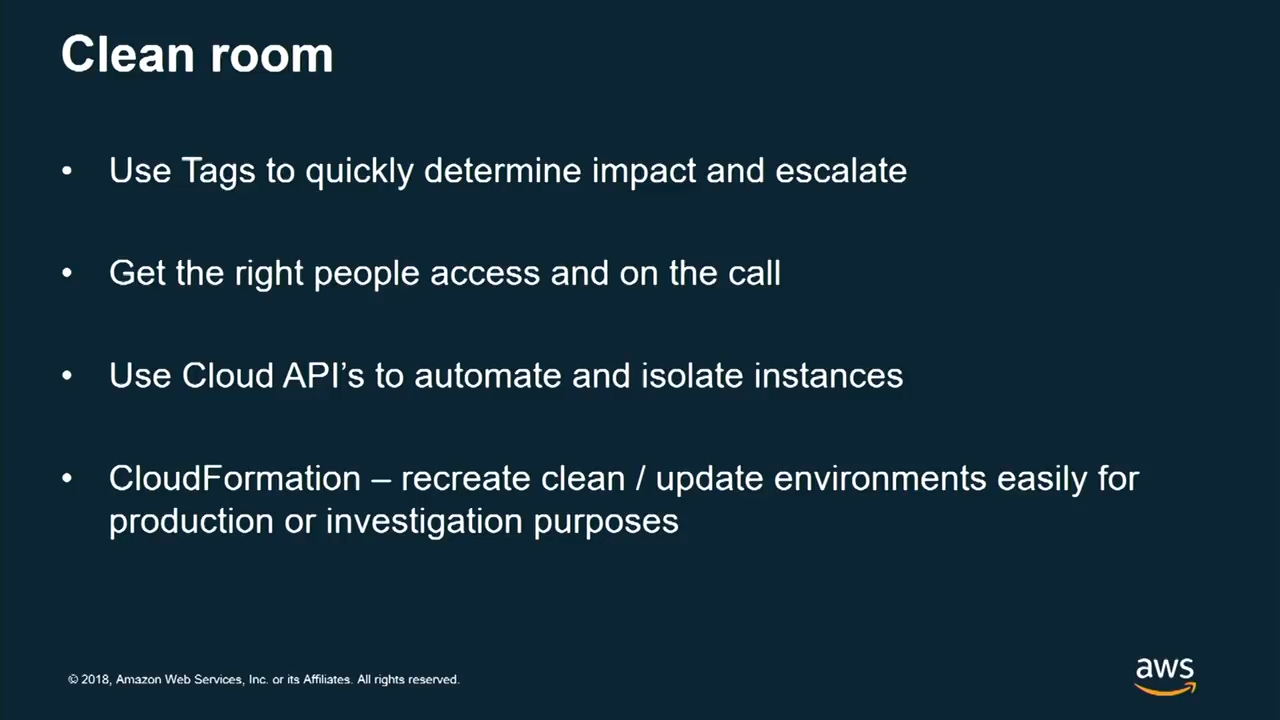 Clean room
• Use Tags to quickly determine impact and escalate
• Get the right people access and on the call
• Use Cloud API’s to automate and isolate instances
• CloudFormation – recreate clean / update environments easily for
production or investigation purposes
© 2018, Amazon Web Services, Inc. or its Affiliates. All rights reserved.
aws